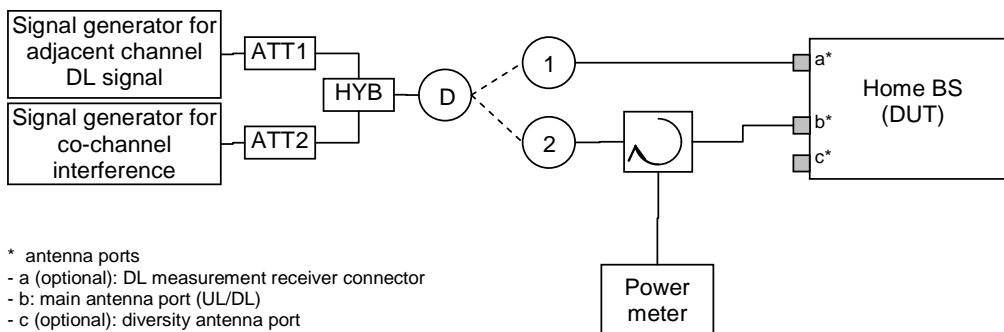 Signal generator for
adjacent channel
DL signal
ATT1
HYB
D
1
2
Signal generator for
co-channel
interference
ATT2
a*
b*
c*
Home BS
(DUT)
Power
meter
* antenna ports
- a (optional): DL measurement receiver connector
- b: main antenna port (UL/DL)
- c (optional): diversity antenna port